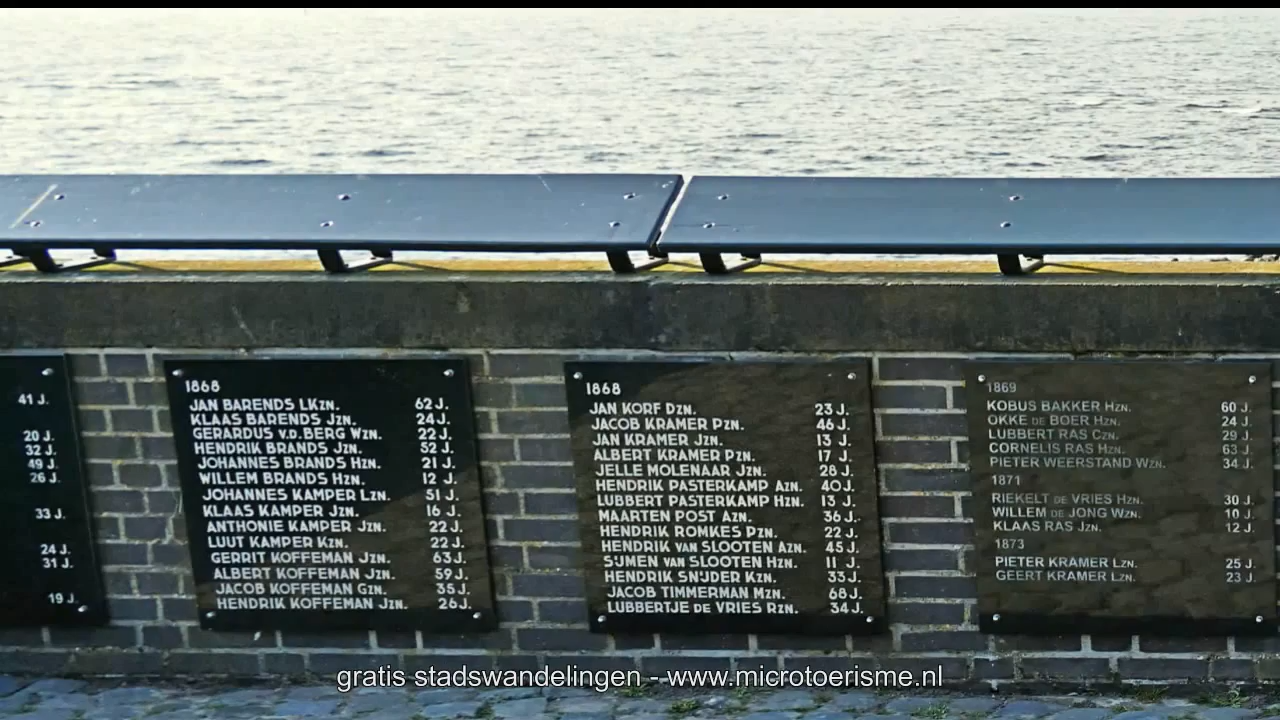 41 J.
20 J.
32 J.
49 J.
26 J.
33 J.
24 J.
31 J.
19 J.
1868
JAN BARENDS LKZN. 62 J.
KLAAS BARENDS JZN. 24 J.
GERARDUS V.D. BERG WZN. 22 J.
HENDRIK BRANDS JZN. 52 J.
JOHANNES BRANDS HZN. 21 J.
WILLEM BRANDS HZN. 12 J.
JOHANNES KAMPER LZN. 51 J.
KLAAS KAMPER JZN. 16 J.
ANTHONIE KAMPER JZN. 22 J.
LUUT KAMPER KZN. 22 J.
GERRIT KOFFEMAN JZN. 63 J.
ALBERT KOFFEMAN JZN. 59 J.
JACOB KOFFEMAN GZN. 35 J.
HENDRIK KOFFEMAN JZN. 26 J.
1868
JAN KORF DZN. 23 J.
JACOB KRAMER PZN. 46 J.
JAN KRAMER JZN. 13 J.
ALBERT KRAMER PZN. 17 J.
JELLE MOLENAAR JZN. 28 J.
HENDRIK PASTERKAMP AZN. 40 J.
LUBBERT PASTERKAMP HZN. 13 J.
MAARTEN POST AZN. 36 J.
HENDRIK ROMKES PZN. 22 J.
HENDRIK VAN SLOOTEN AZN. 45 J.
SIJMEN VAN SLOOTEN HZN. 11 J.
HENDRIK SNIJDER KZN. 33 J.
JACOB TIMMERMAN MZN. 68 J.
LUBBERTJE DE VRIES RZN. 34 J.
1869
KOBUS BAKKER HZN. 60 J.
OKKE DE BOER HZN. 24 J.
LUBBERT RAS CZN. 29 J.
CORNELIS RAS HZN. 63 J.
PIETER WEERSTAND WZN. 34 J.
1871
RIEKELT DE VRIES HZN. 30 J.
WILLEM DE JONG WZN. 10 J.
KLAAS RAS JZN. 12 J.
1873
PIETER KRAMER LZN. 25 J.
GEERT KRAMER LZN. 23 J.
gratis stadswandelingen - www.microtoerisme.nl